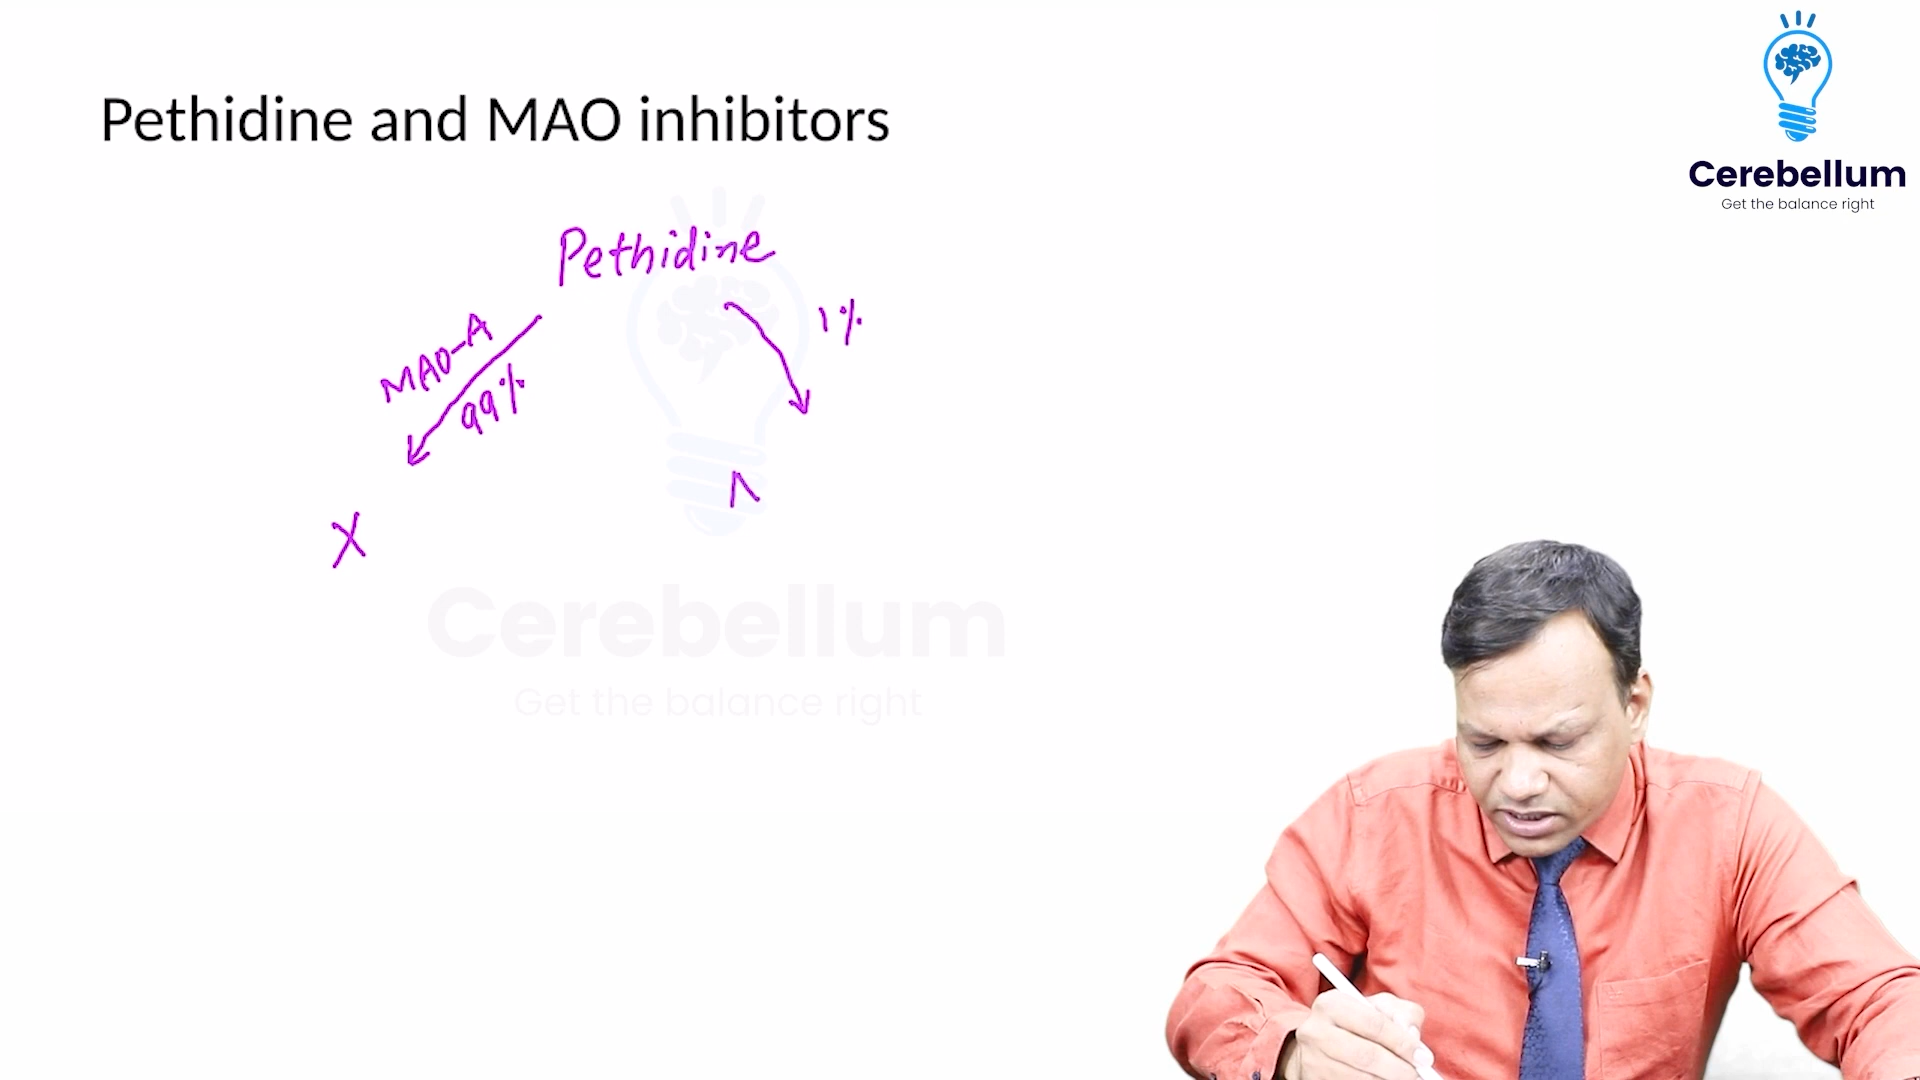 Cerebellum
Get the balance right
Pethidine and MAO inhibitors
Pethidine
MAO-A
99%
1%
X
Cerebellum
Get the balance right